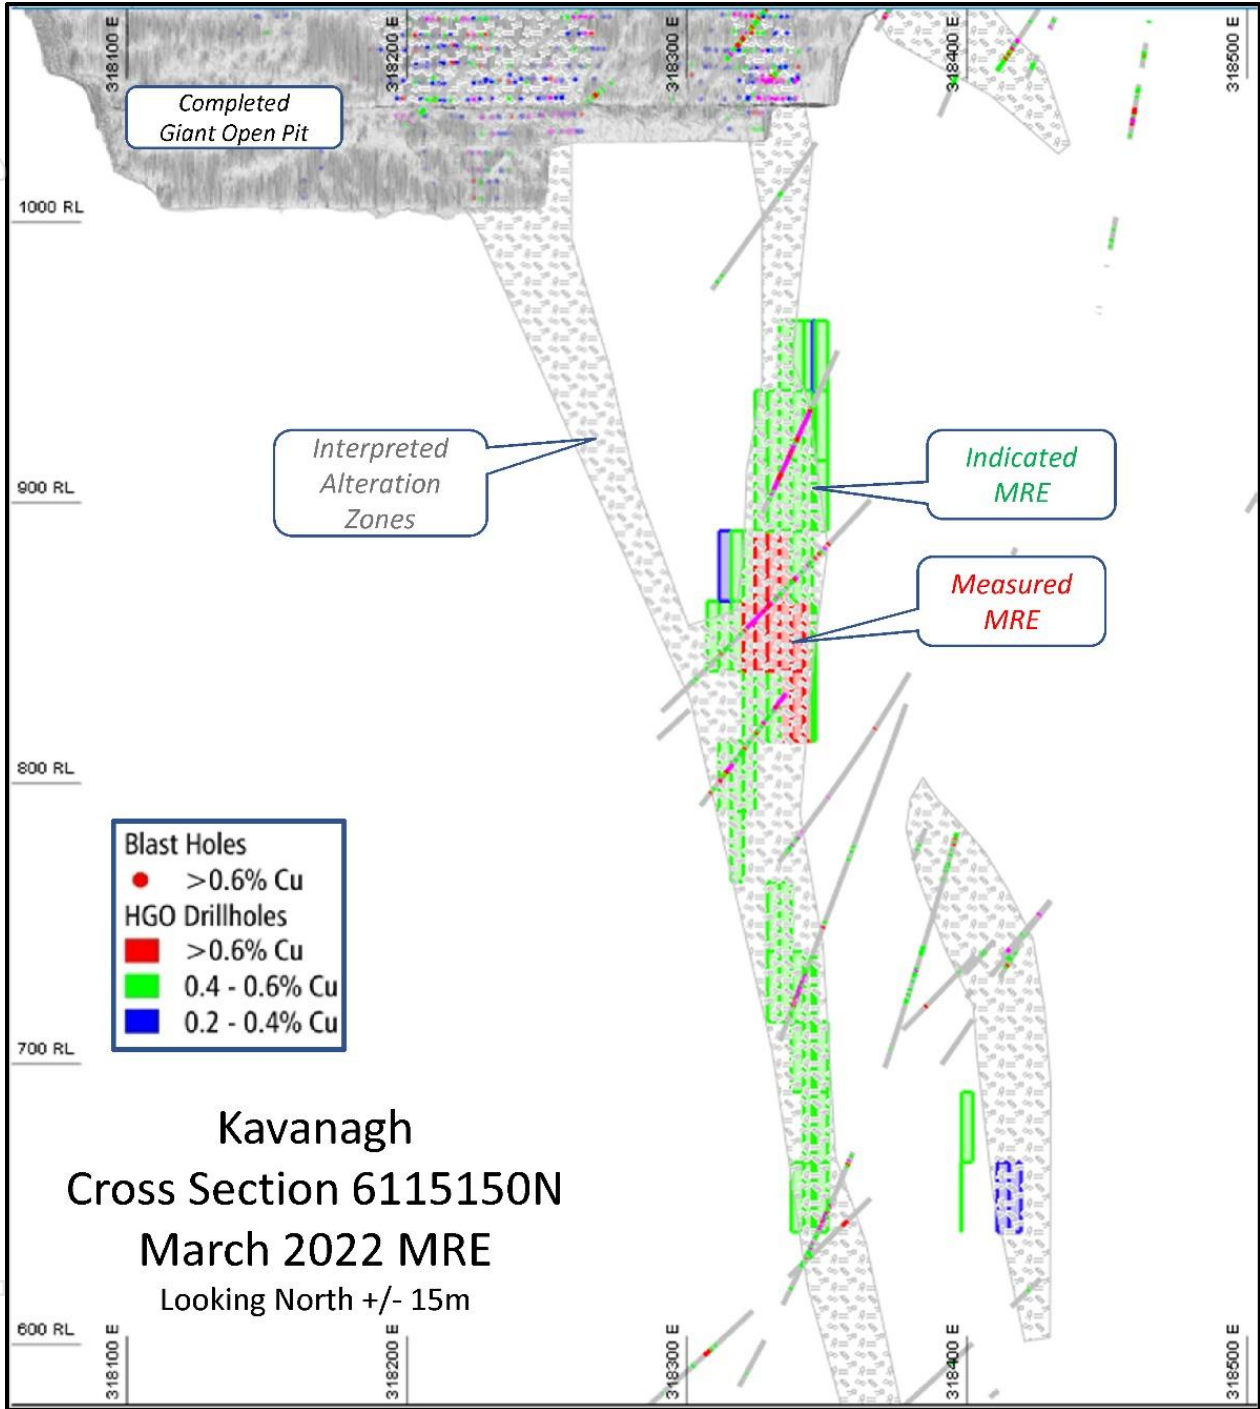 318100 E
318200 E
318300 E
318400 E
318500 E
Completed
Giant Open Pit
1000 RL
Interpreted
Alteration
Zones
Indicated
MRE
900 RL
Measured
MRE
800 RL
Blast Holes
>0.6% Cu
HGO Drillholes
>0.6% Cu
0.4 - 0.6% Cu
0.2 - 0.4% Cu
700 RL
Kavanagh
Cross Section 6115150N
March 2022 MRE
Looking North +/- 15m
600 RL
318100 E
318200 E
318300 E
318400 E
318500 E